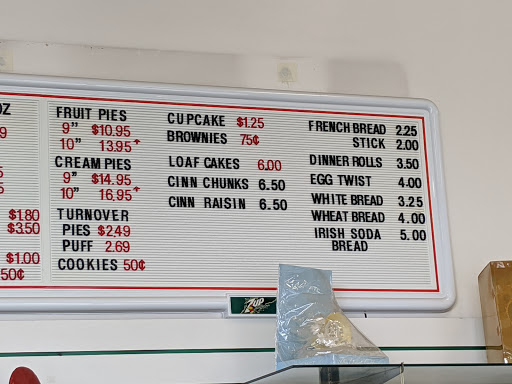 OZ
9
5
5
$1.80
$3.50
$1.00
50¢
FRUIT PIES
9" $10.95
10" 13.95+
CREAM PIES
9" $14.95
10" 16.95+
TURNOVER
PIES $2.49
PUFF 2.69
COOKIES 50¢
CUPCAKE $1.25
BROWNIES 75¢
LOAF CAKES 6.00
CINN CHUNKS 6.50
CINN RAISIN 6.50
FRENCH BREAD 2.25
STICK 2.00
DINNER ROLLS 3.50
EGG TWIST 4.00
WHITE BREAD 3.25
WHEAT BREAD 4.00
IRISH SODA 5.00
BREAD
7UP